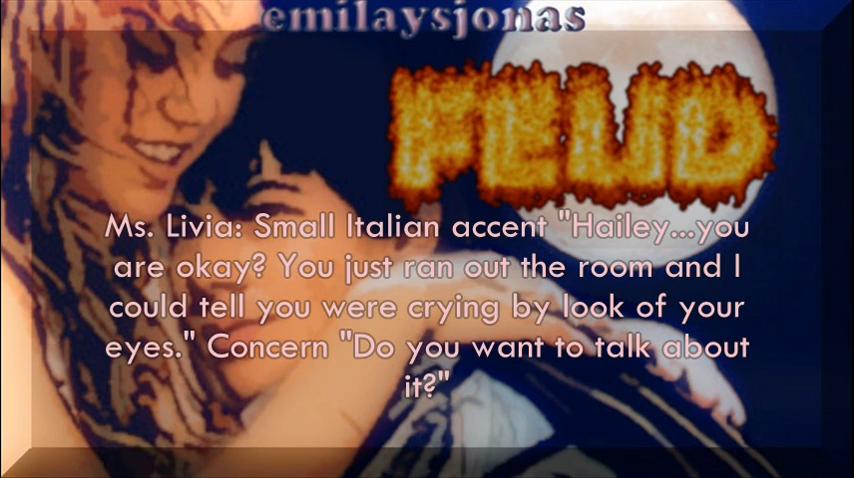 emilaysjonas
FEUD
Ms. Livia: Small Italian accent "Hailey...you
are okay? You just ran out the room and I
could tell you were crying by look of your
eyes." Concern "Do you want to talk about
it?"